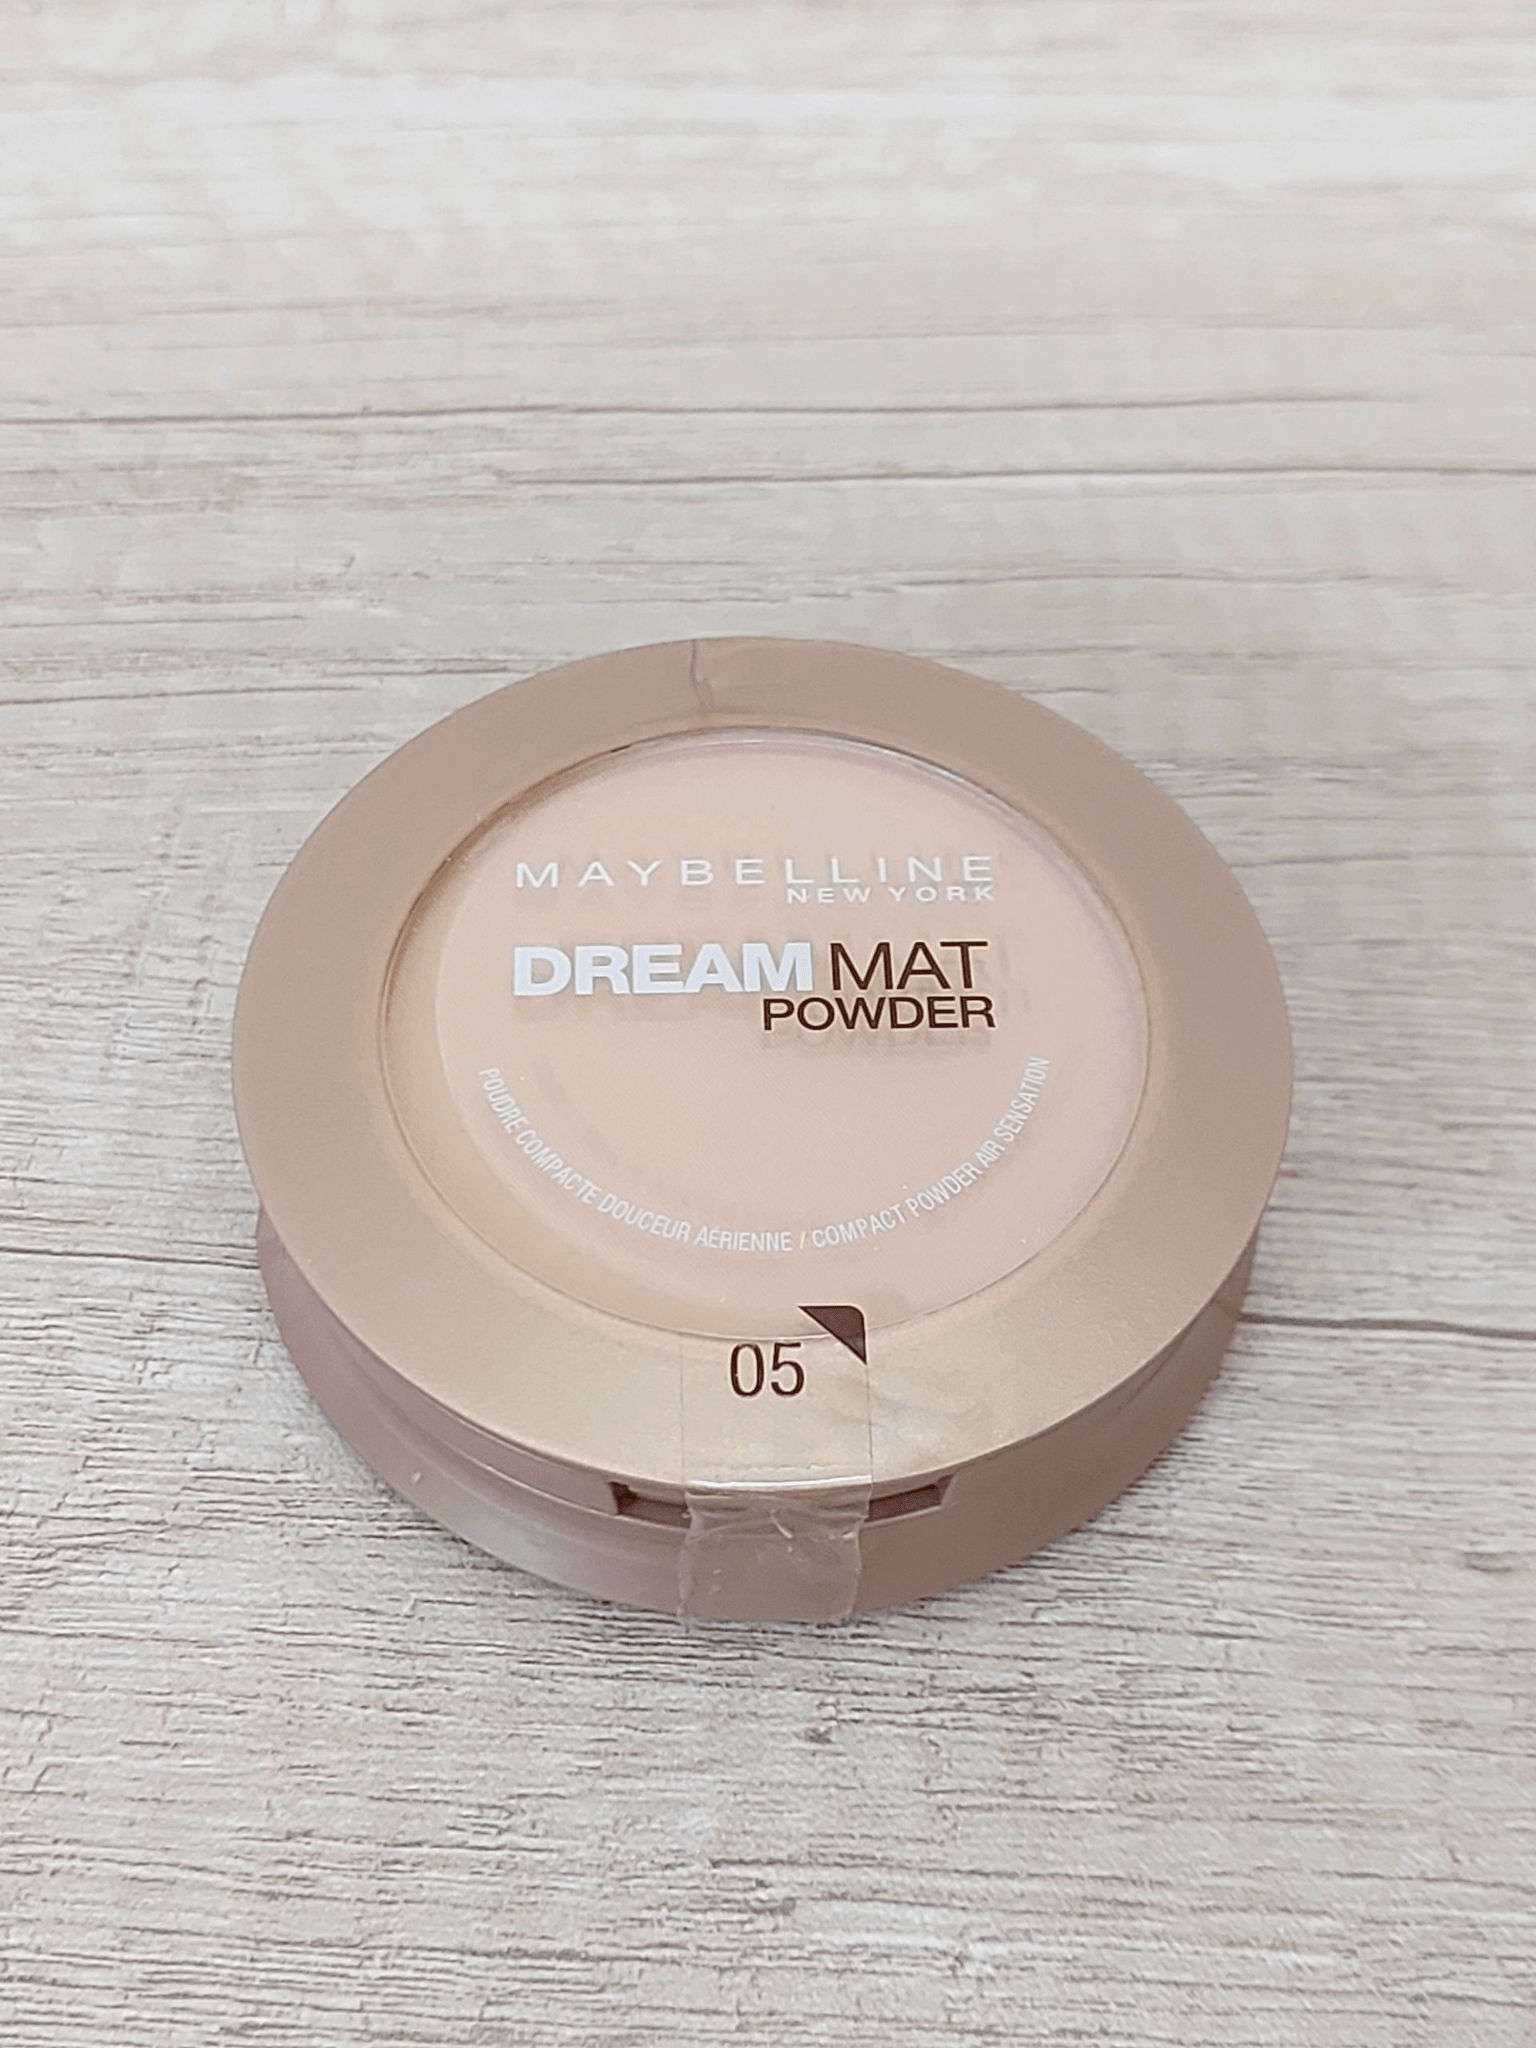 MAYBELLINE
NEW YORK
DREAM MAT
POWDER
POUDRE COMPACTE DOUCEUR AÉRIENNE / COMPACT POWDER AIR SENSATION
05